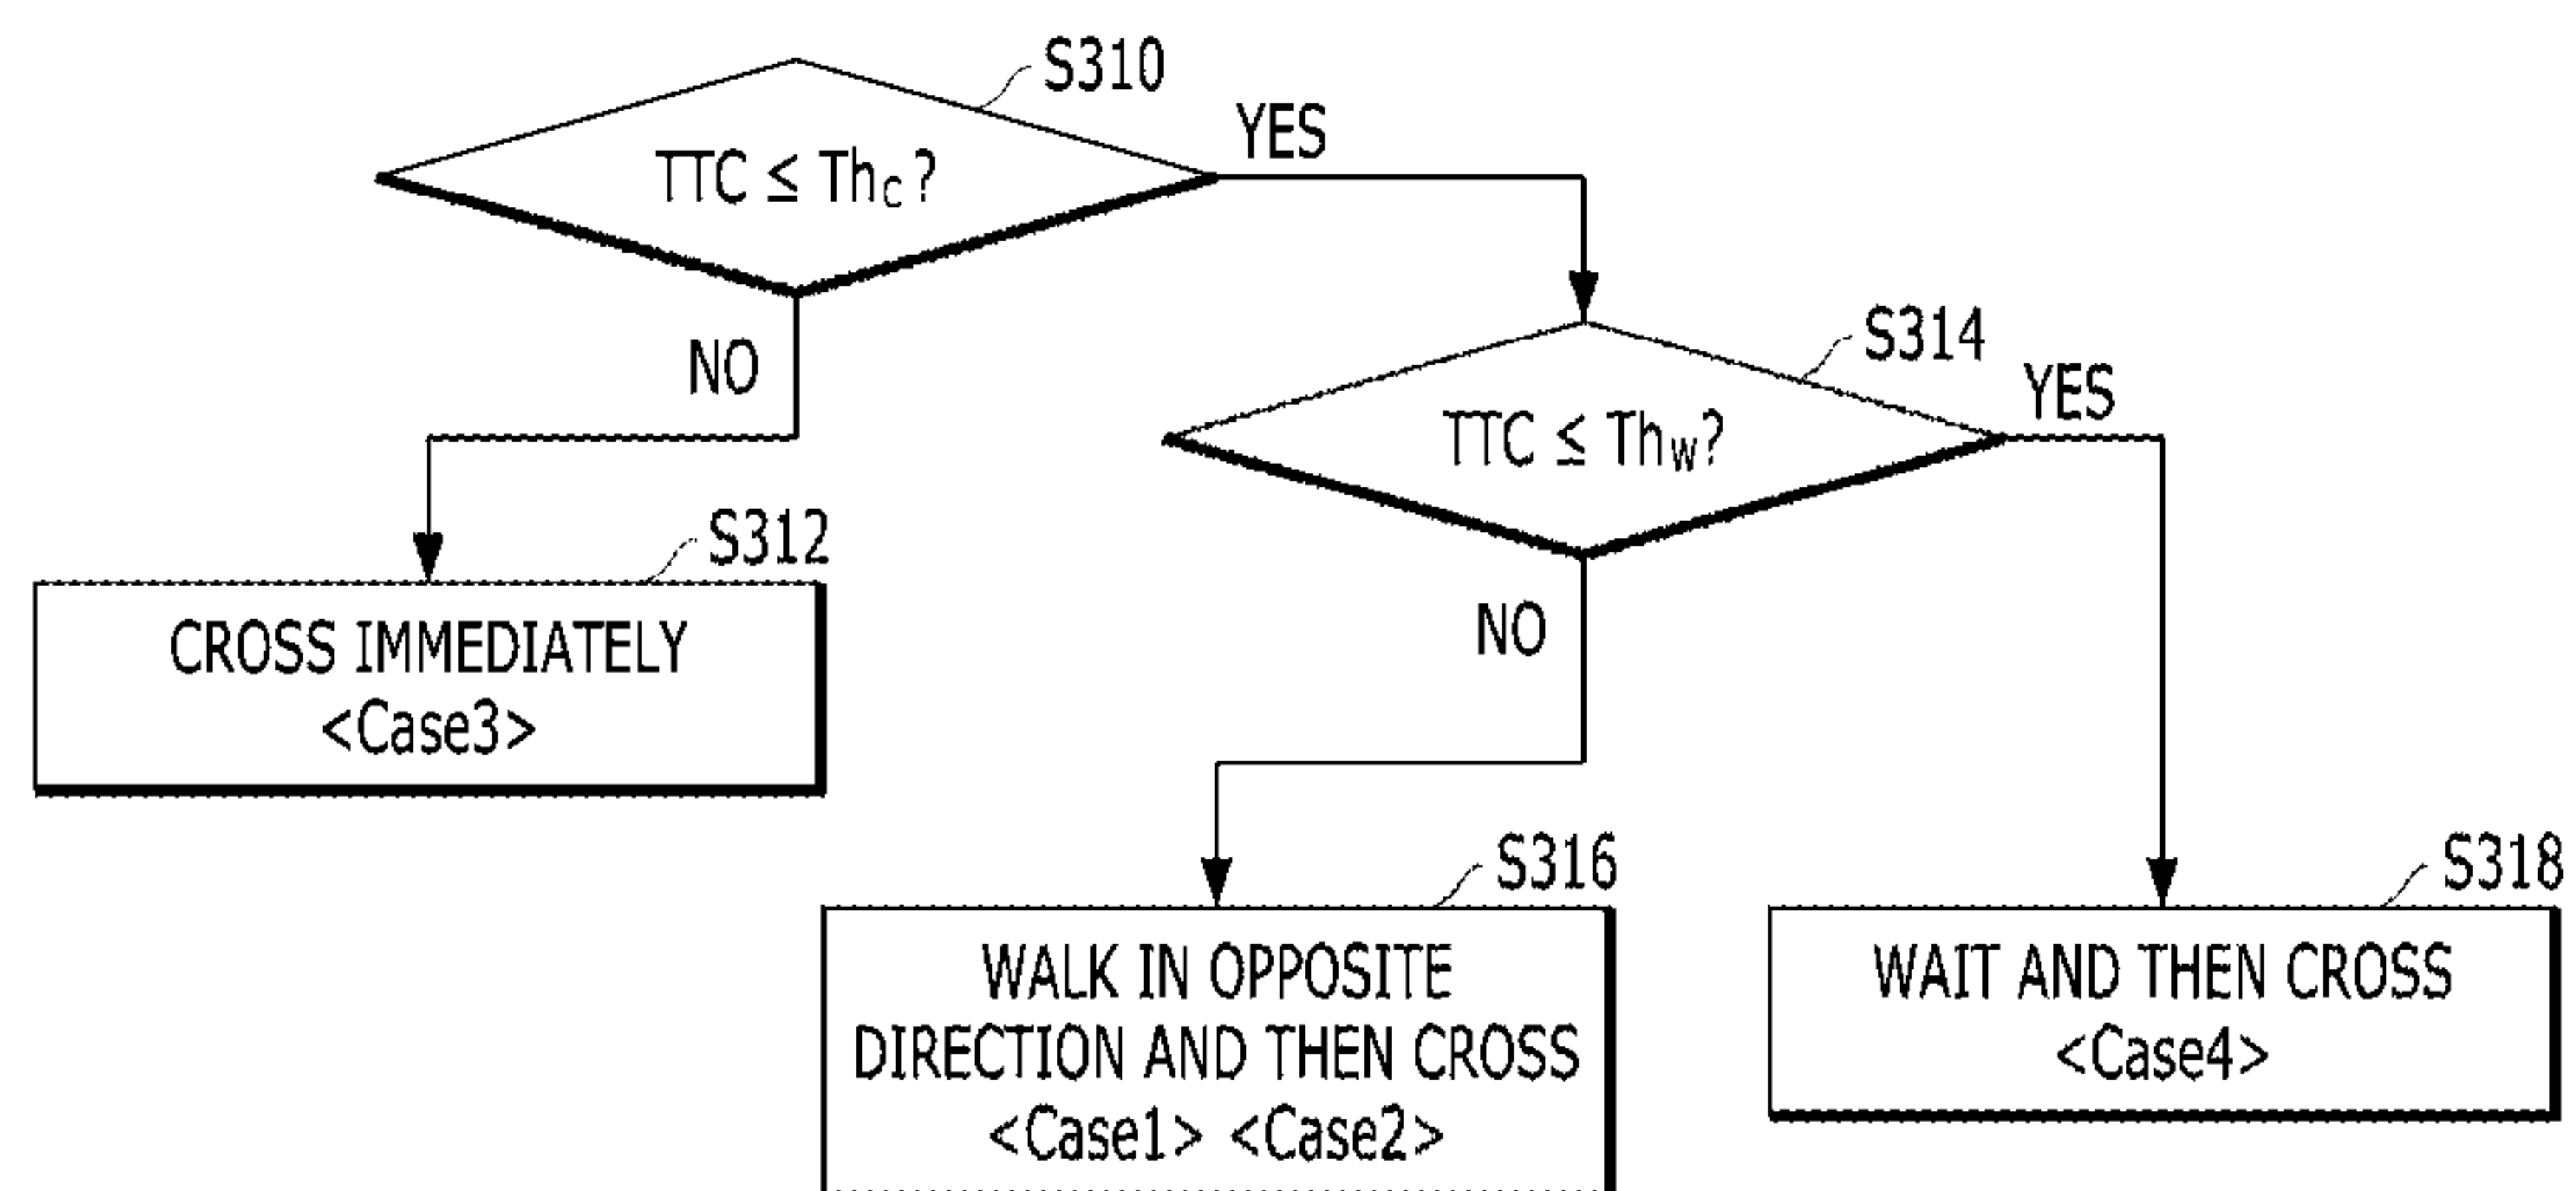 S310
TTC ≤ Thc?
YES
NO
S314
TTC ≤ Thw?
YES
NO
S312
CROSS IMMEDIATELY
<Case3>
S316
WALK IN OPPOSITE
DIRECTION AND THEN CROSS
<Case1> <Case2>
S318
WAIT AND THEN CROSS
<Case4>